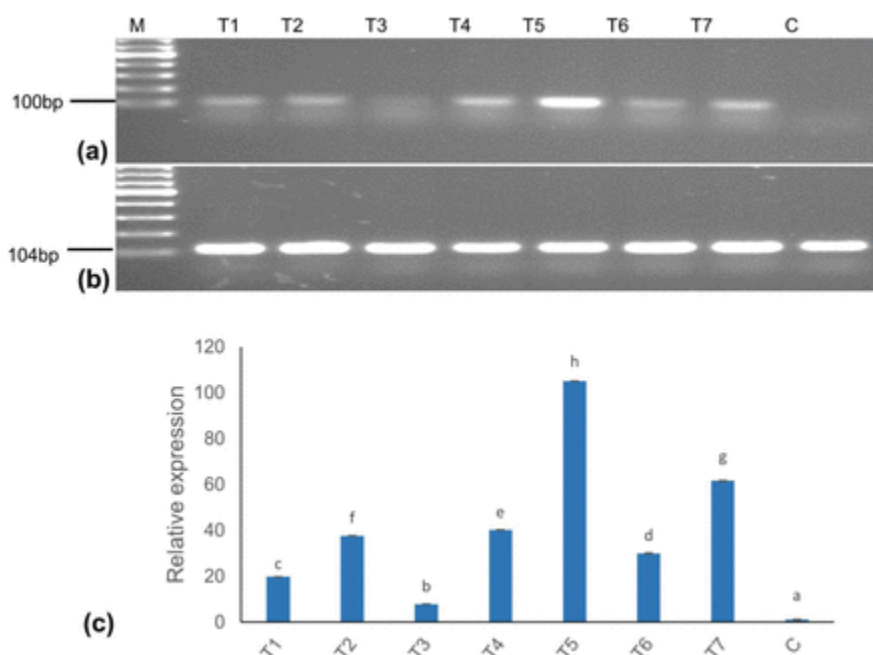 M T1 T2 T3 T4 T5 T6 T7 C
100bp
(a)
104bp
(b)
120
100
80
60
40
20
0
Relative expression
c f b e h d g a
T1 T2 T3 T4 T5 T6 T7 C
(c)